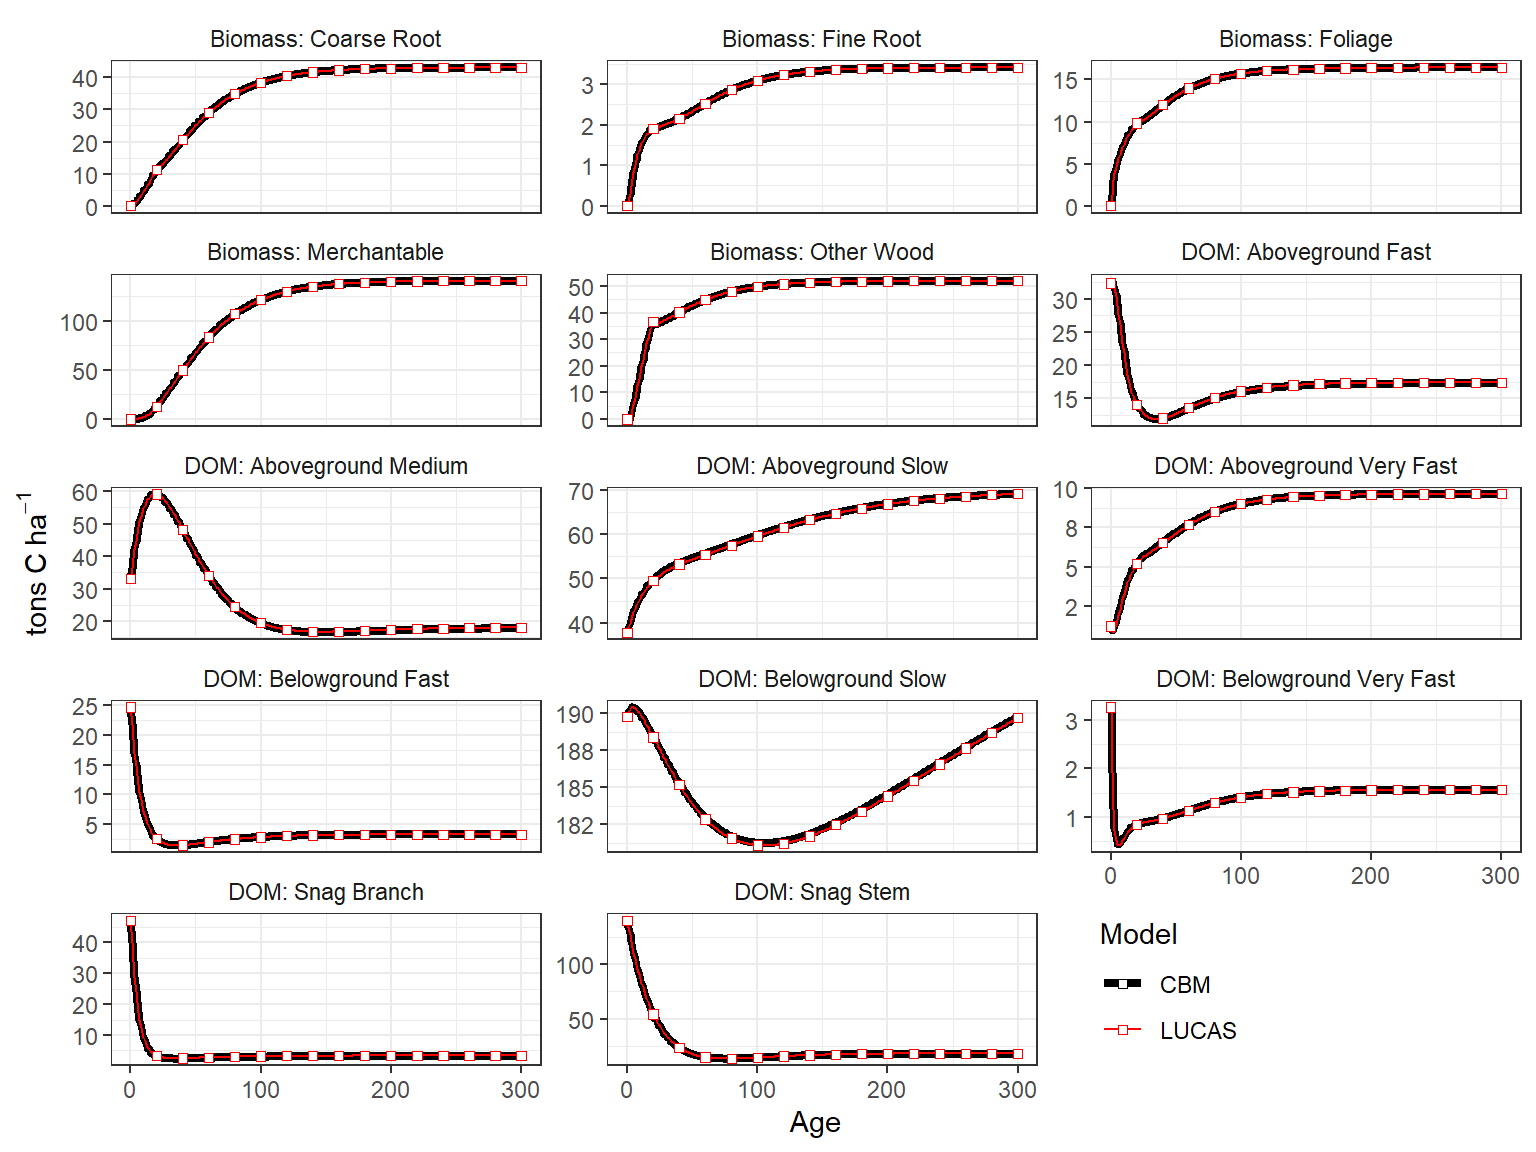 Biomass: Coarse Root
Biomass: Fine Root
Biomass: Foliage
40
30
20
10
0
3
2
1
0
15
10
5
0
Biomass: Merchantable
Biomass: Other Wood
DOM: Aboveground Fast
100
50
0
50
40
30
20
10
0
30
25
20
15
DOM: Aboveground Medium
DOM: Aboveground Slow
DOM: Aboveground Very Fast
60
50
40
30
20
70
60
50
40
10
8
5
2
tons C ha⁻¹
DOM: Belowground Fast
DOM: Belowground Slow
DOM: Belowground Very Fast
25
20
15
10
5
190
188
185
182
3
2
1
0 100 200 300
DOM: Snag Branch
DOM: Snag Stem
40
30
20
10
100
50
0 100 200 300
0 100 200 300
Age
Model
CBM
LUCAS